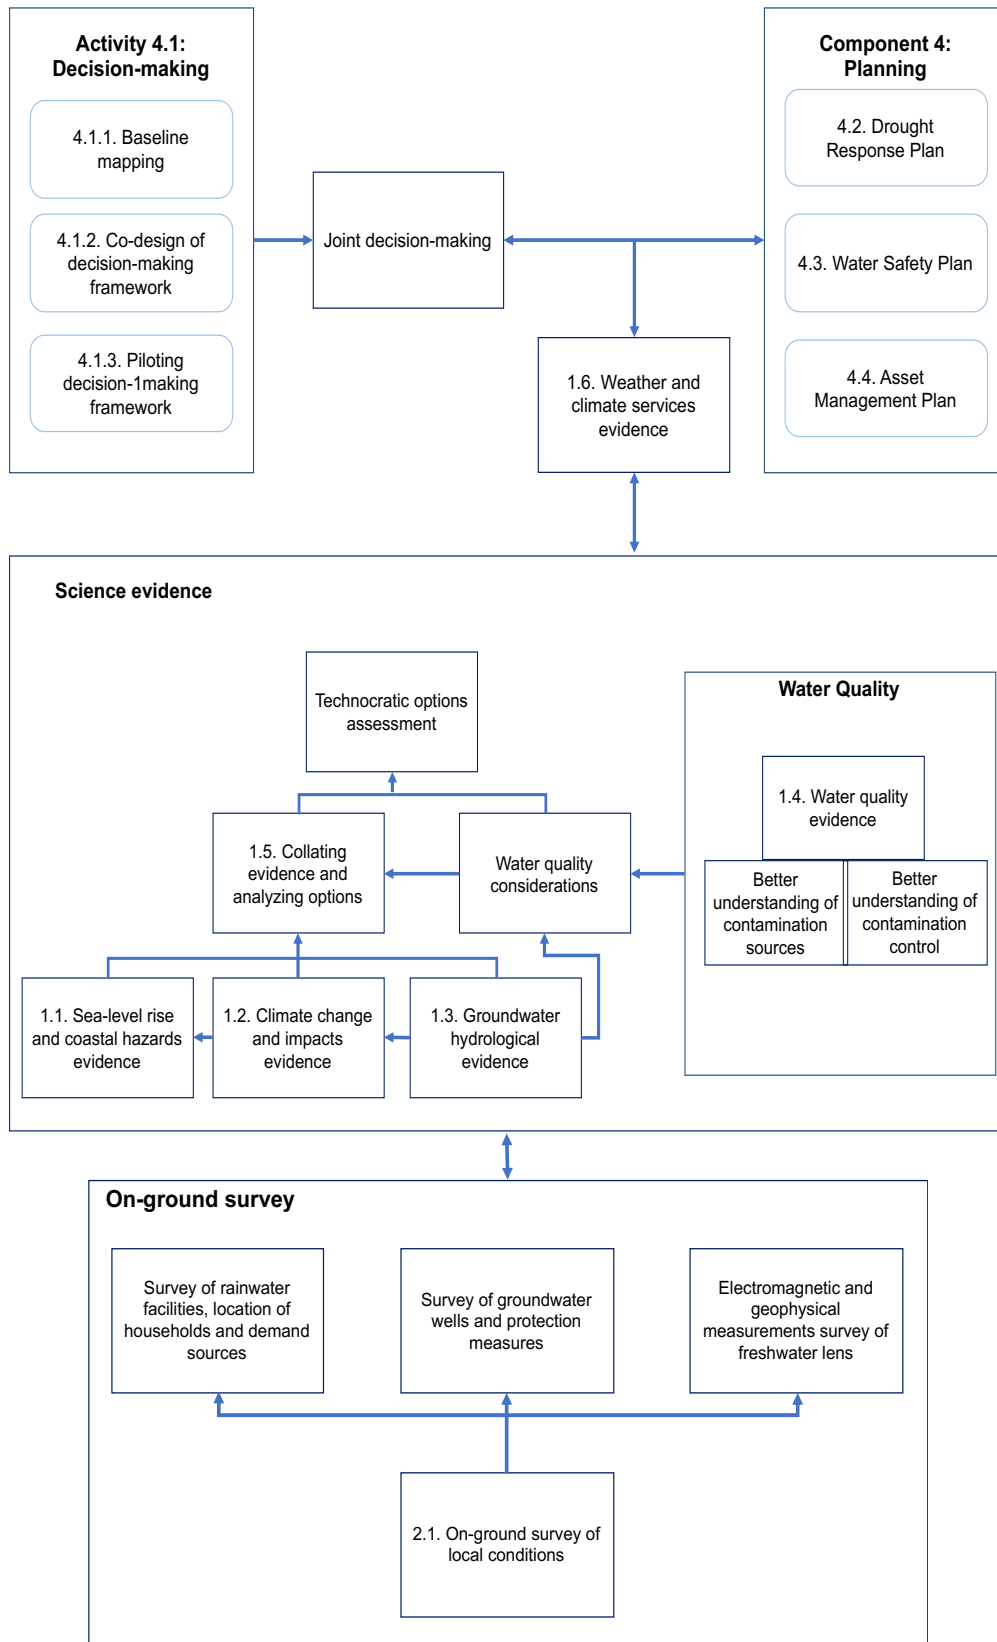 Activity 4.1:
Decision-making
4.1.1. Baseline
mapping
4.1.2. Co-design of
decision-making
framework
4.1.3. Piloting
decision-1making
framework
Joint decision-making
Component 4:
Planning
4.2. Drought
Response Plan
4.3. Water Safety Plan
4.4. Asset
Management Plan
1.6. Weather and
climate services
evidence
Science evidence
Technocratic options
assessment
1.5. Collating
evidence and
analyzing options
Water quality
considerations
Water Quality
1.4. Water quality
evidence
Better
understanding of
contamination
sources
Better
understanding of
contamination
control
1.1. Sea-level rise
and coastal hazards
evidence
1.2. Climate change
and impacts
evidence
1.3. Groundwater
hydrological
evidence
On-ground survey
Survey of rainwater
facilities, location of
households and demand
sources
Survey of groundwater
wells and protection
measures
Electromagnetic and
geophysical
measurements survey of
freshwater lens
2.1. On-ground survey of
local conditions